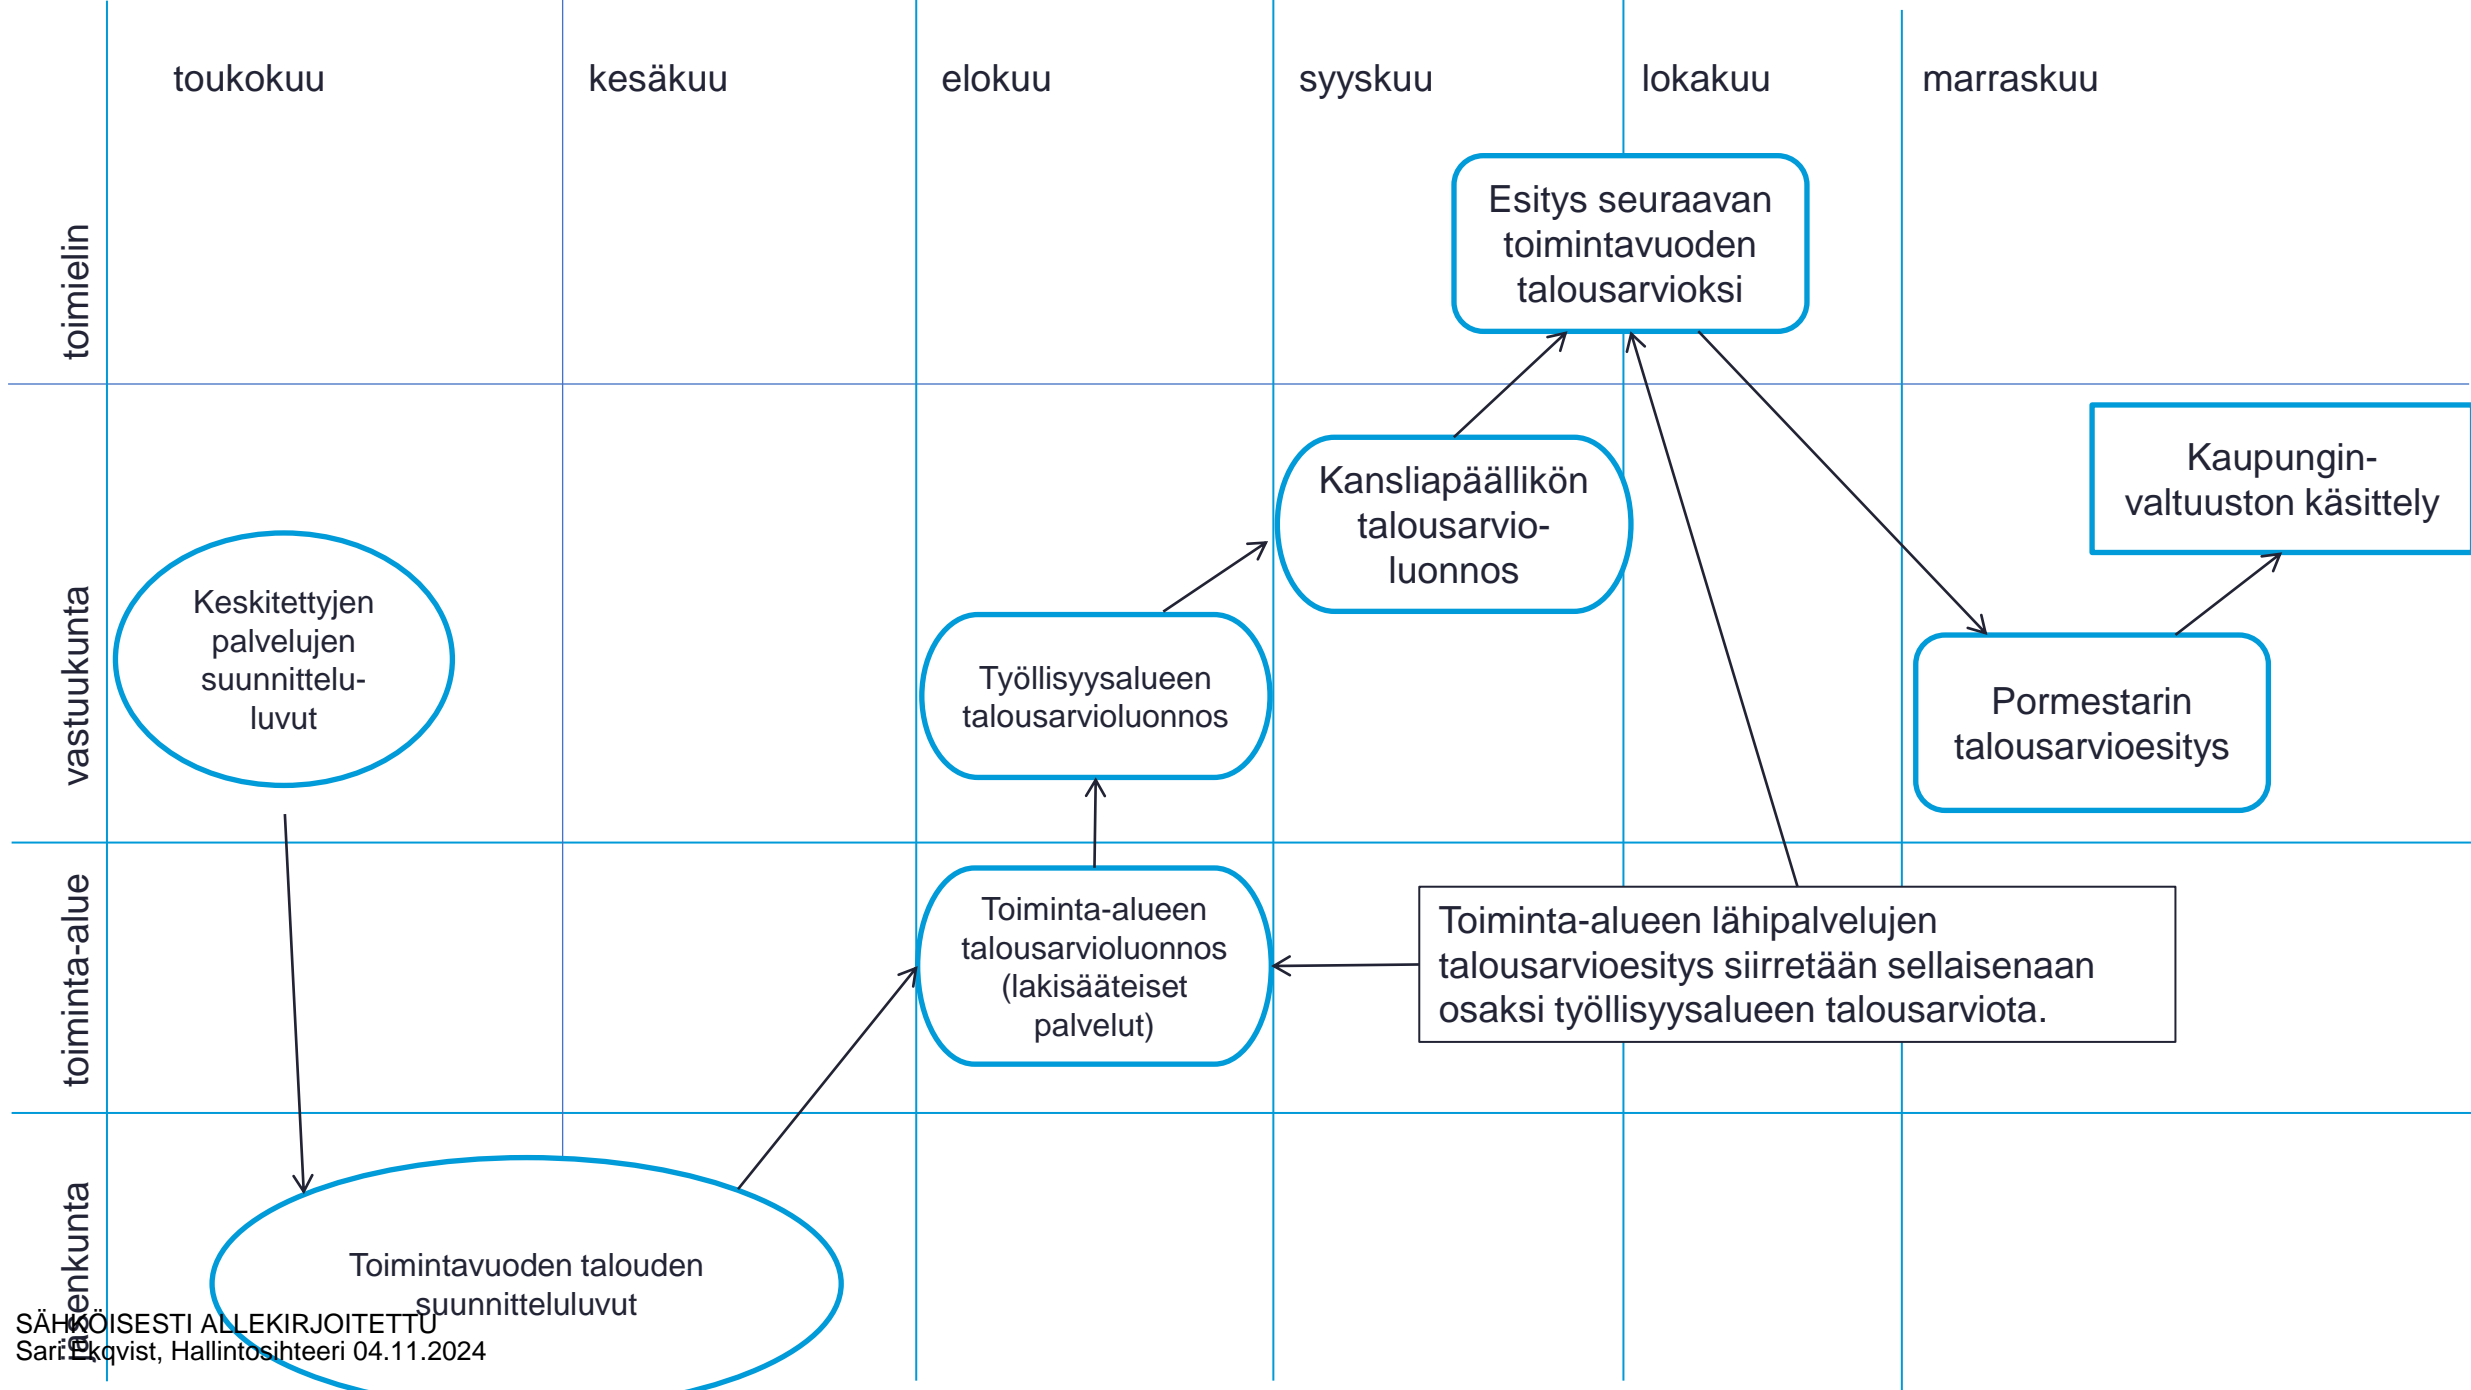 toukokuu
kesäkuu
elokuu
syyskuu
lokakuu
marraskuu
toimielin
Esitys seuraavan
toimintavuoden
talousarvioksi
vastuukunta
Keskitettyjen
palvelujen
suunnittelu-
luvut
Työllisyysalueen
talousarvioluonnos
Kansliapäällikön
talousarvio-
luonnos
Kaupungin-
valtuuston käsittely
Pormestarin
talousarvioesitys
toiminta-alue
Toiminta-alueen
talousarvioluonnos
(lakisääteiset
palvelut)
Toiminta-alueen lähipalvelujen
talousarvioesitys siirretään sellaisenaan
osaksi työllisyysalueen talousarviota.
jäsenkunta
Toimintavuoden talouden
suunnitteluluvut
SÄHKÖISESTI ALLEKIRJOITETTU
Sari Ekqvist, Hallintosihteeri 04.11.2024